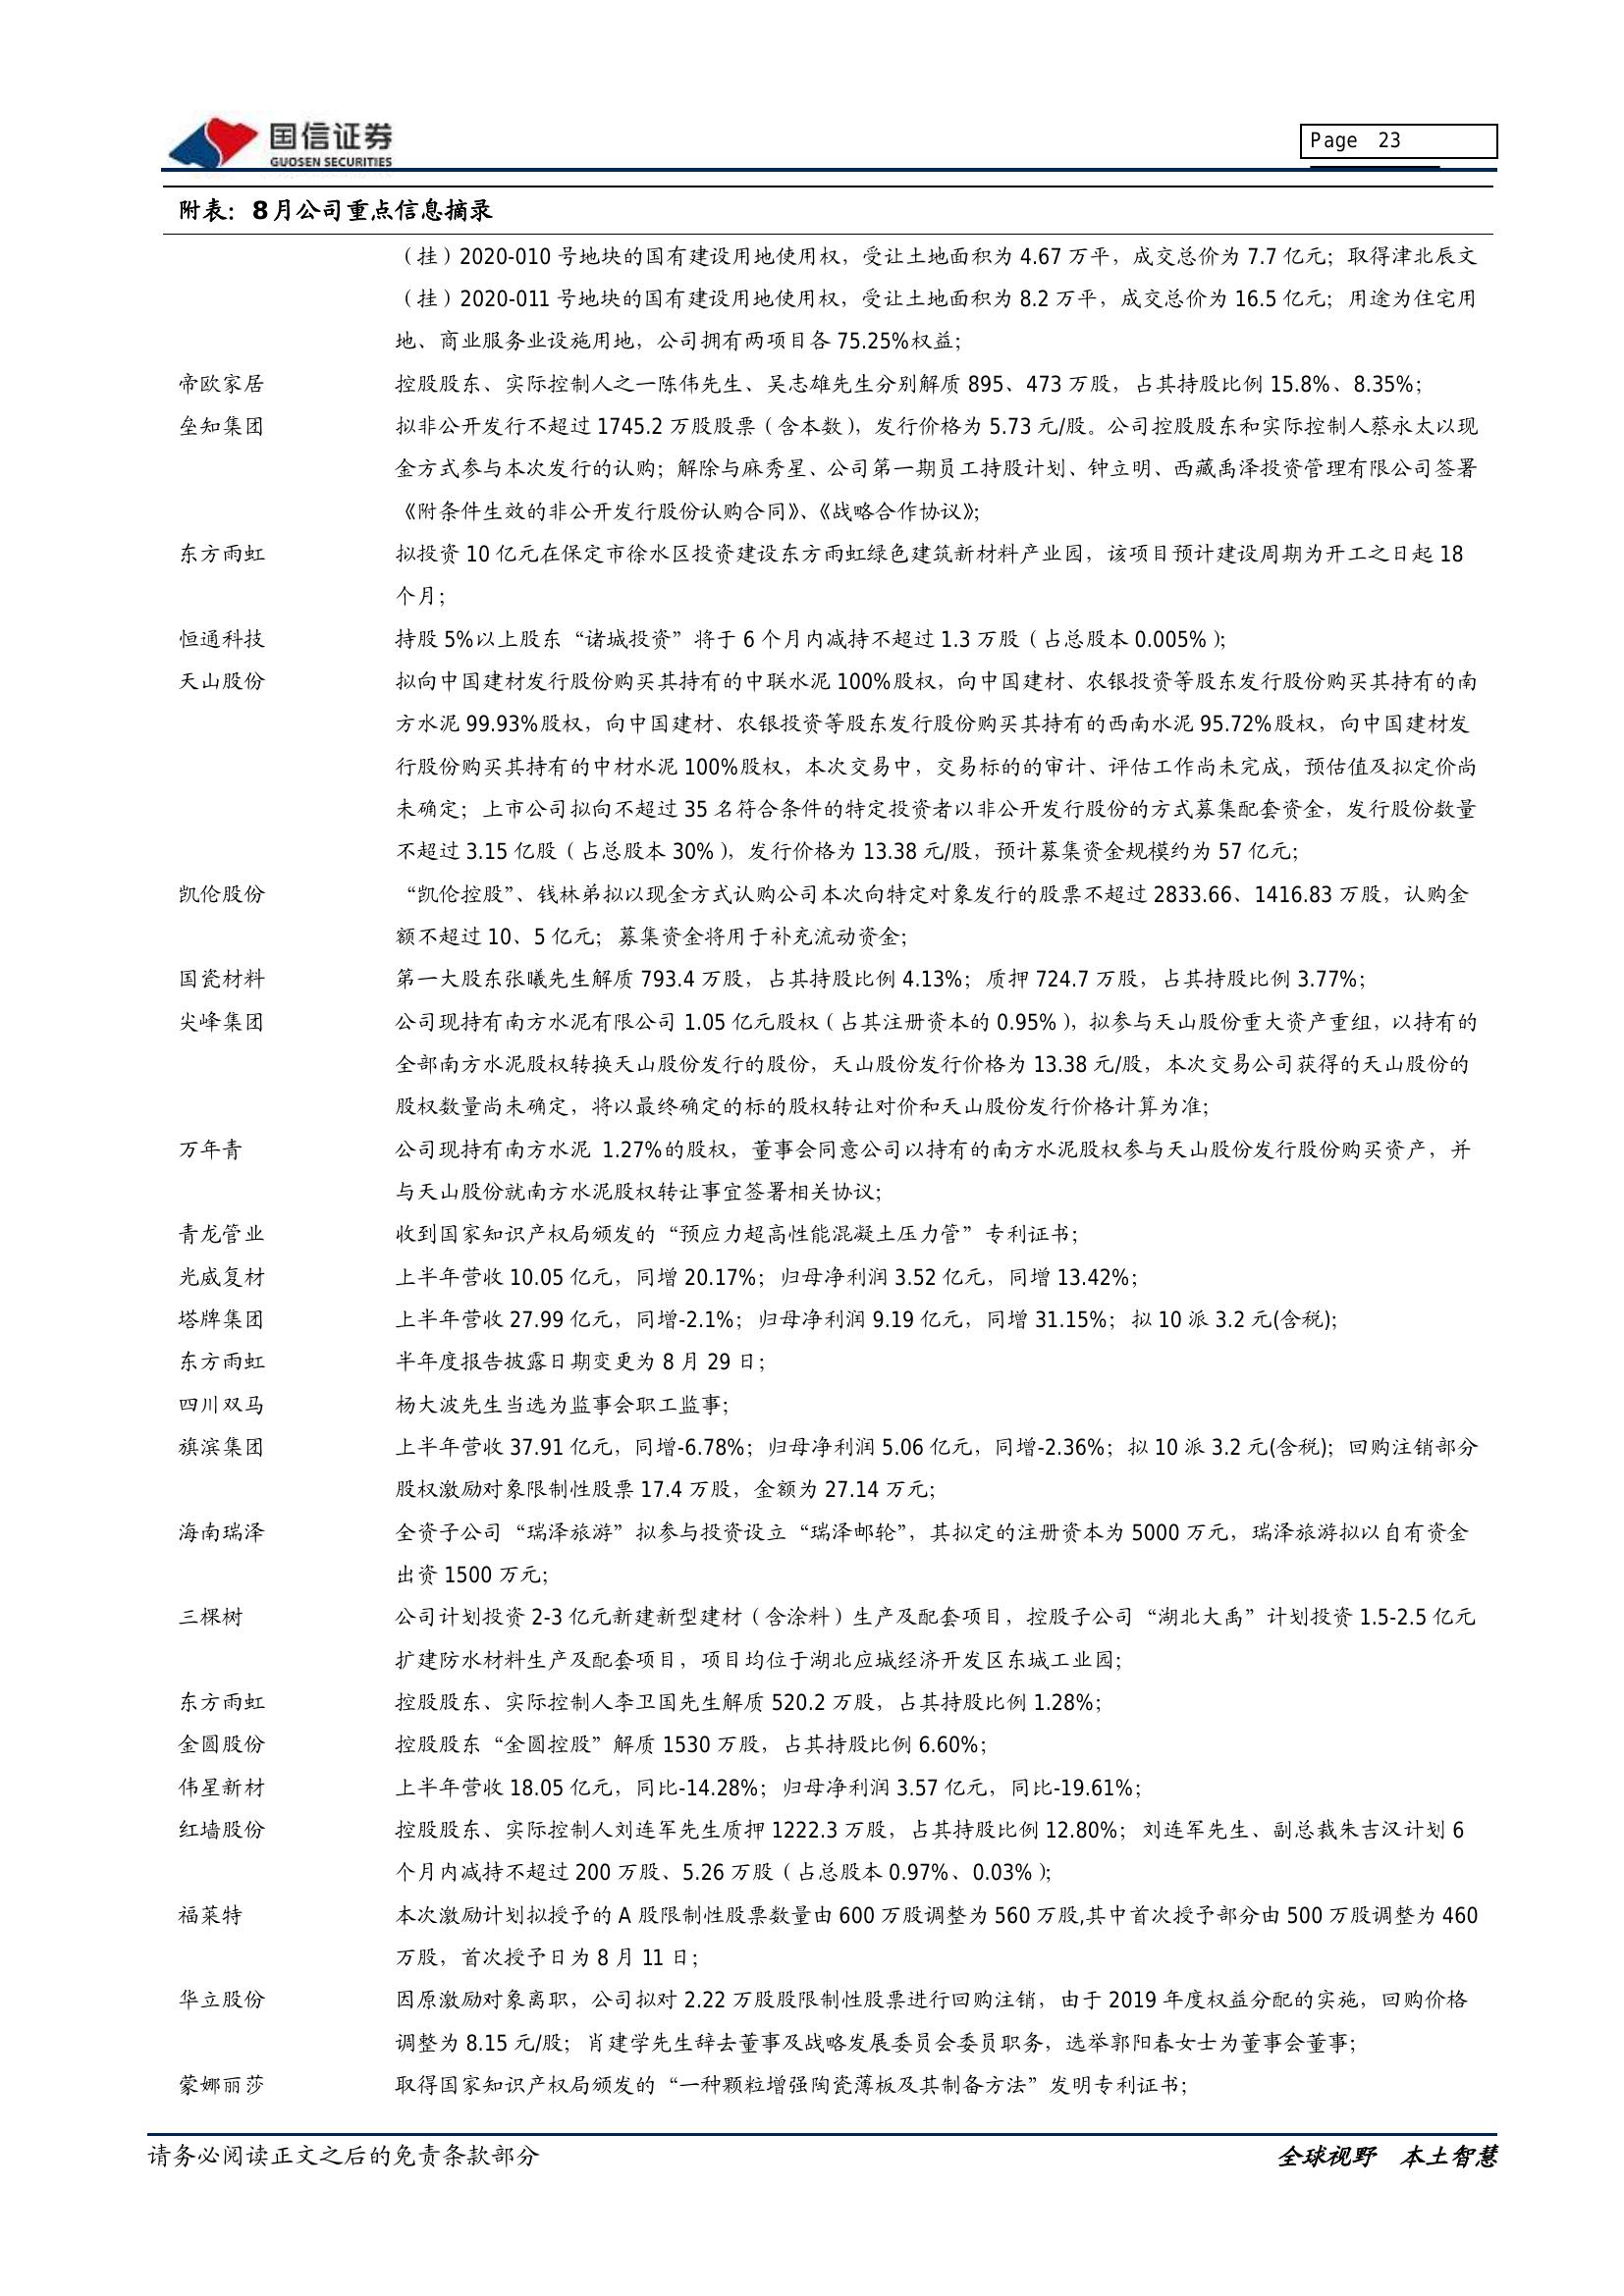 国信证券
GUOSEN SECURITIES
Page 23
附表：8月公司重点信息摘录
（挂）2020-010 号地块的国有建设用地使用权，受让土地面积为 4.67 万平，成交总价为 7.7 亿元；取得津北辰文
（挂）2020-011 号地块的国有建设用地使用权，受让土地面积为 8.2 万平，成交总价为 16.5 亿元；用途为住宅用
地、商业服务业设施用地，公司拥有两项目各 75.25%权益；
帝欧家居 控股股东、实际控制人之一陈伟先生、吴志雄先生分别解质 895、473 万股，占其持股比例 15.8%、8.35%；
垒知集团 拟非公开发行不超过 1745.2 万股股票（含本数），发行价格为 5.73 元/股。公司控股股东和实际控制人蔡永太以现
金方式参与本次发行的认购；解除与麻秀星、公司第一期员工持股计划、钟立明、西藏禹泽投资管理有限公司签署
《附条件生效的非公开发行股份认购合同》、《战略合作协议》；
东方雨虹 拟投资 10 亿元在保定市徐水区投资建设东方雨虹绿色建筑新材料产业园，该项目预计建设周期为开工之日起 18
个月；
恒通科技 持股 5%以上股东“诸城投资”将于 6 个月内减持不超过 1.3 万股（占总股本 0.005%）；
天山股份 拟向中国建材发行股份购买其持有的中联水泥 100%股权，向中国建材、农银投资等股东发行股份购买其持有的南
方水泥 99.93%股权，向中国建材、农银投资等股东发行股份购买其持有的西南水泥 95.72%股权，向中国建材发
行股份购买其持有的中材水泥 100%股权，本次交易中，交易标的的审计、评估工作尚未完成，预估值及拟定价尚
未确定；上市公司拟向不超过 35 名符合条件的特定投资者以非公开发行股份的方式募集配套资金，发行股份数量
不超过 3.15 亿股（占总股本 30%），发行价格为 13.38 元/股，预计募集资金规模约为 57 亿元；
凯伦股份 “凯伦控股”、钱林弟拟以现金方式认购公司本次向特定对象发行的股票不超过 2833.66、1416.83 万股，认购金
额不超过 10、5 亿元；募集资金将用于补充流动资金；
国瓷材料 第一大股东张曦先生解质 793.4 万股，占其持股比例 4.13%；质押 724.7 万股，占其持股比例 3.77%；
尖峰集团 公司现持有南方水泥有限公司 1.05 亿元股权（占其注册资本的 0.95%），拟参与天山股份重大资产重组，以持有的
全部南方水泥股权转换天山股份发行的股份，天山股份发行价格为 13.38 元/股，本次交易公司获得的天山股份的
股权数量尚未确定，将以最终确定的标的股权转让对价和天山股份发行价格计算为准；
万年青 公司现持有南方水泥 1.27%的股权，董事会同意公司以持有的南方水泥股权参与天山股份发行股份购买资产，并
与天山股份就南方水泥股权转让事宜签署相关协议；
青龙管业 收到国家知识产权局颁发的“预应力超高性能混凝土压力管”专利证书；
光威复材 上半年营收 10.05 亿元，同增 20.17%；归母净利润 3.52 亿元，同增 13.42%；
塔牌集团 上半年营收 27.99 亿元，同增-2.1%；归母净利润 9.19 亿元，同增 31.15%；拟 10 派 3.2 元(含税)；
东方雨虹 半年度报告披露日期变更为 8 月 29 日；
四川双马 杨大波先生当选为监事会职工监事；
旗滨集团 上半年营收 37.91 亿元，同增-6.78%；归母净利润 5.06 亿元，同增-2.36%；拟 10 派 3.2 元(含税)；回购注销部分
股权激励对象限制性股票 17.4 万股，金额为 27.14 万元；
海南瑞泽 全资子公司“瑞泽旅游”拟参与投资设立“瑞泽邮轮”，其拟定的注册资本为 5000 万元，瑞泽旅游拟以自有资金
出资 1500 万元；
三棵树 公司计划投资 2-3 亿元新建新型建材（含涂料）生产及配套项目，控股子公司“湖北大禹”计划投资 1.5-2.5 亿元
扩建防水材料生产及配套项目，项目均位于湖北应城经济开发区东城工业园；
东方雨虹 控股股东、实际控制人李卫国先生解质 520.2 万股，占其持股比例 1.28%；
金圆股份 控股股东“金圆控股”解质 1530 万股，占其持股比例 6.60%；
伟星新材 上半年营收 18.05 亿元，同比-14.28%；归母净利润 3.57 亿元，同比-19.61%；
红墙股份 控股股东、实际控制人刘连军先生质押 1222.3 万股，占其持股比例 12.80%；刘连军先生、副总裁朱吉汉计划 6
个月内减持不超过 200 万股、5.26 万股（占总股本 0.97%、0.03%）；
福莱特 本次激励计划拟授予的 A 股限制性股票数量由 600 万股调整为 560 万股,其中首次授予部分由 500 万股调整为 460
万股，首次授予日为 8 月 11 日；
华立股份 因原激励对象离职，公司拟对 2.22 万股股限制性股票进行回购注销，由于 2019 年度权益分配的实施，回购价格
调整为 8.15 元/股；肖建学先生辞去董事及战略发展委员会委员职务，选举郭阳春女士为董事会董事；
蒙娜丽莎 取得国家知识产权局颁发的“一种颗粒增强陶瓷薄板及其制备方法”发明专利证书；
请务必阅读正文之后的免责条款部分
全球视野 本土智慧